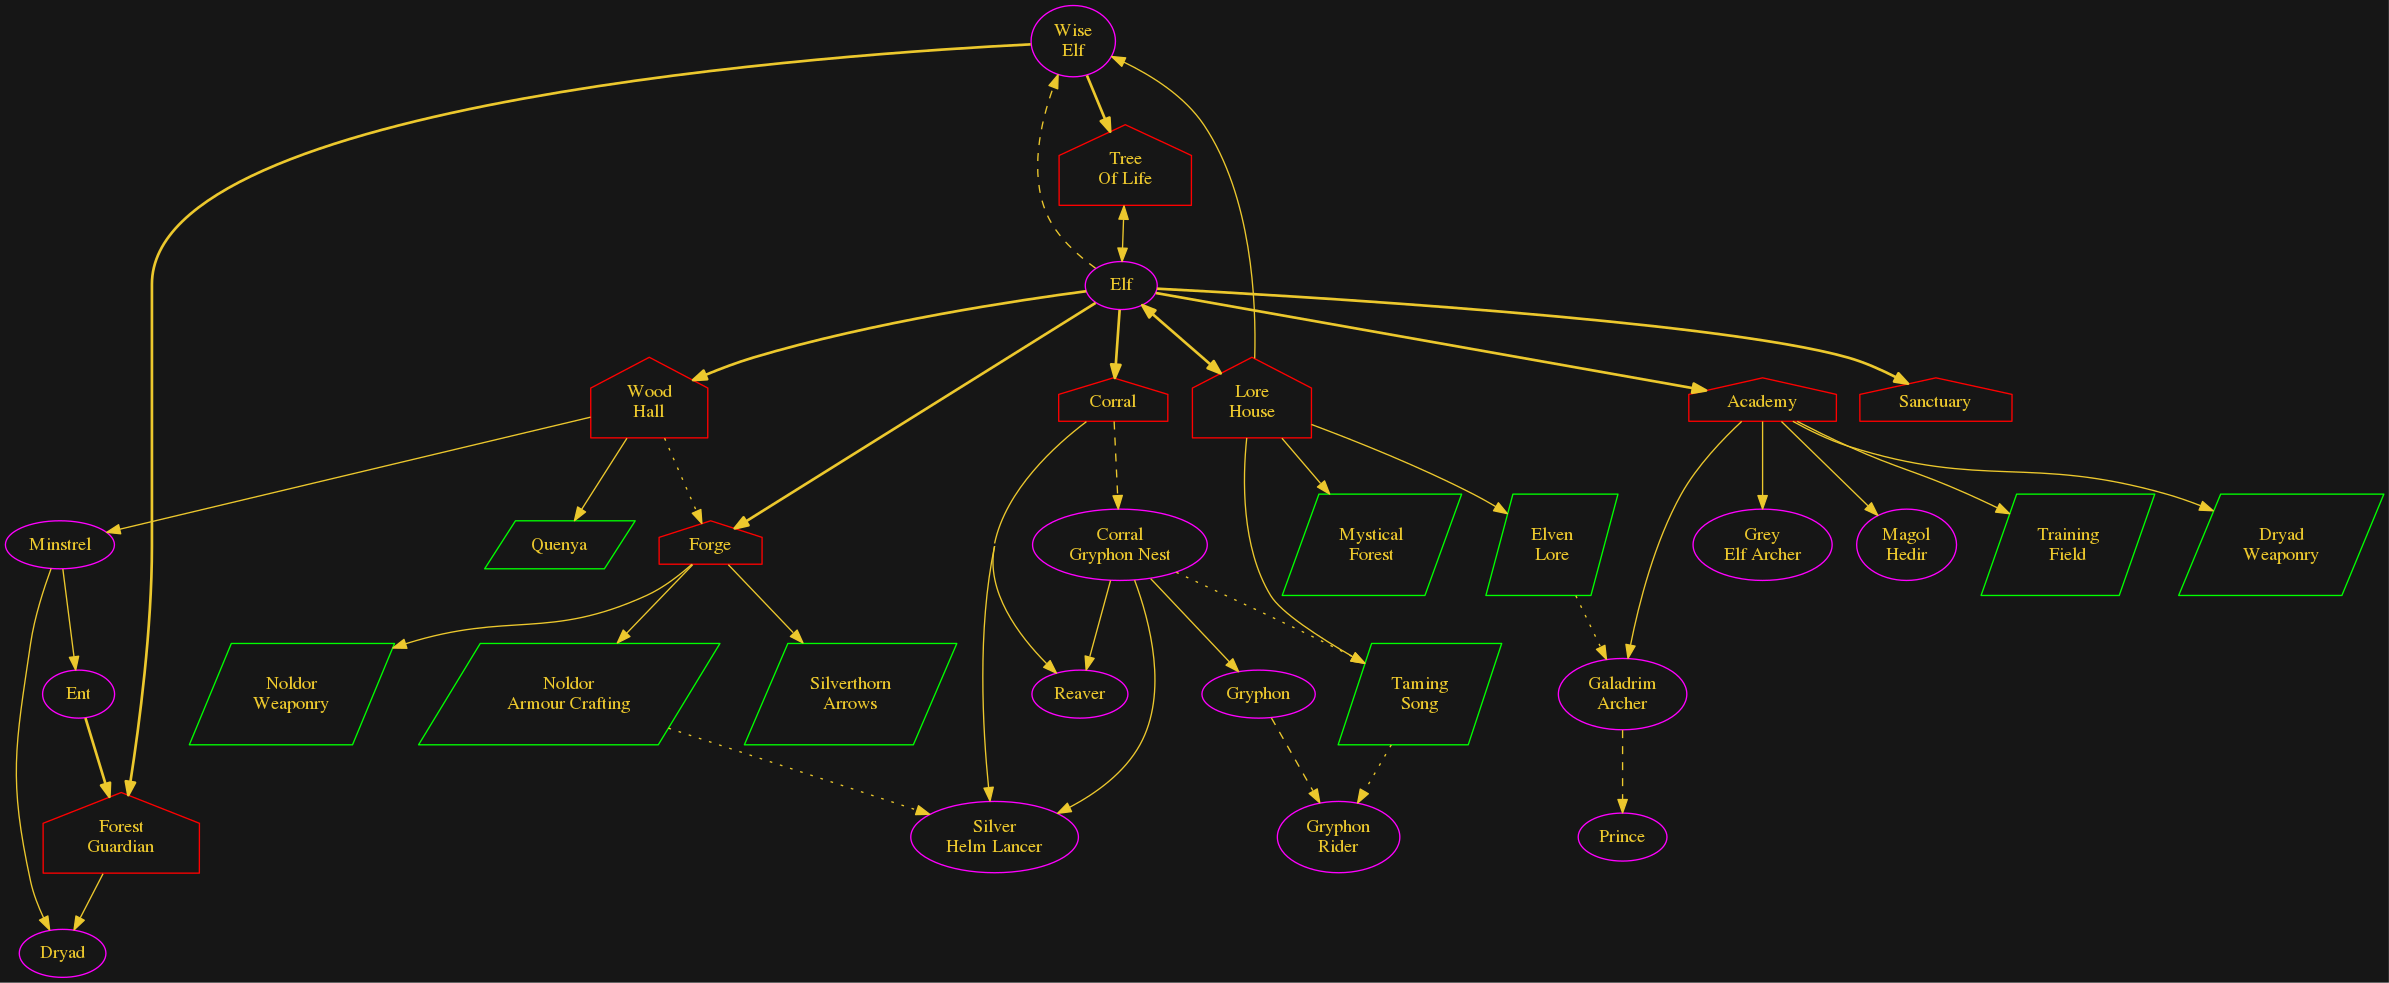 Wise
Elf
Tree
Of Life
Elf
Wood
Hall
Corral
Lore
House
Academy
Sanctuary
Minstrel
Quenya
Forge
Corral
Gryphon Nest
Mystical
Forest
Elven
Lore
Grey
Elf Archer
Magol
Hedir
Training
Field
Dryad
Weaponry
Ent
Noldor
Weaponry
Noldor
Armour Crafting
Silverthorn
Arrows
Reaver
Gryphon
Taming
Song
Galadrim
Archer
Forest
Guardian
Silver
Helm Lancer
Gryphon
Rider
Prince
Dryad